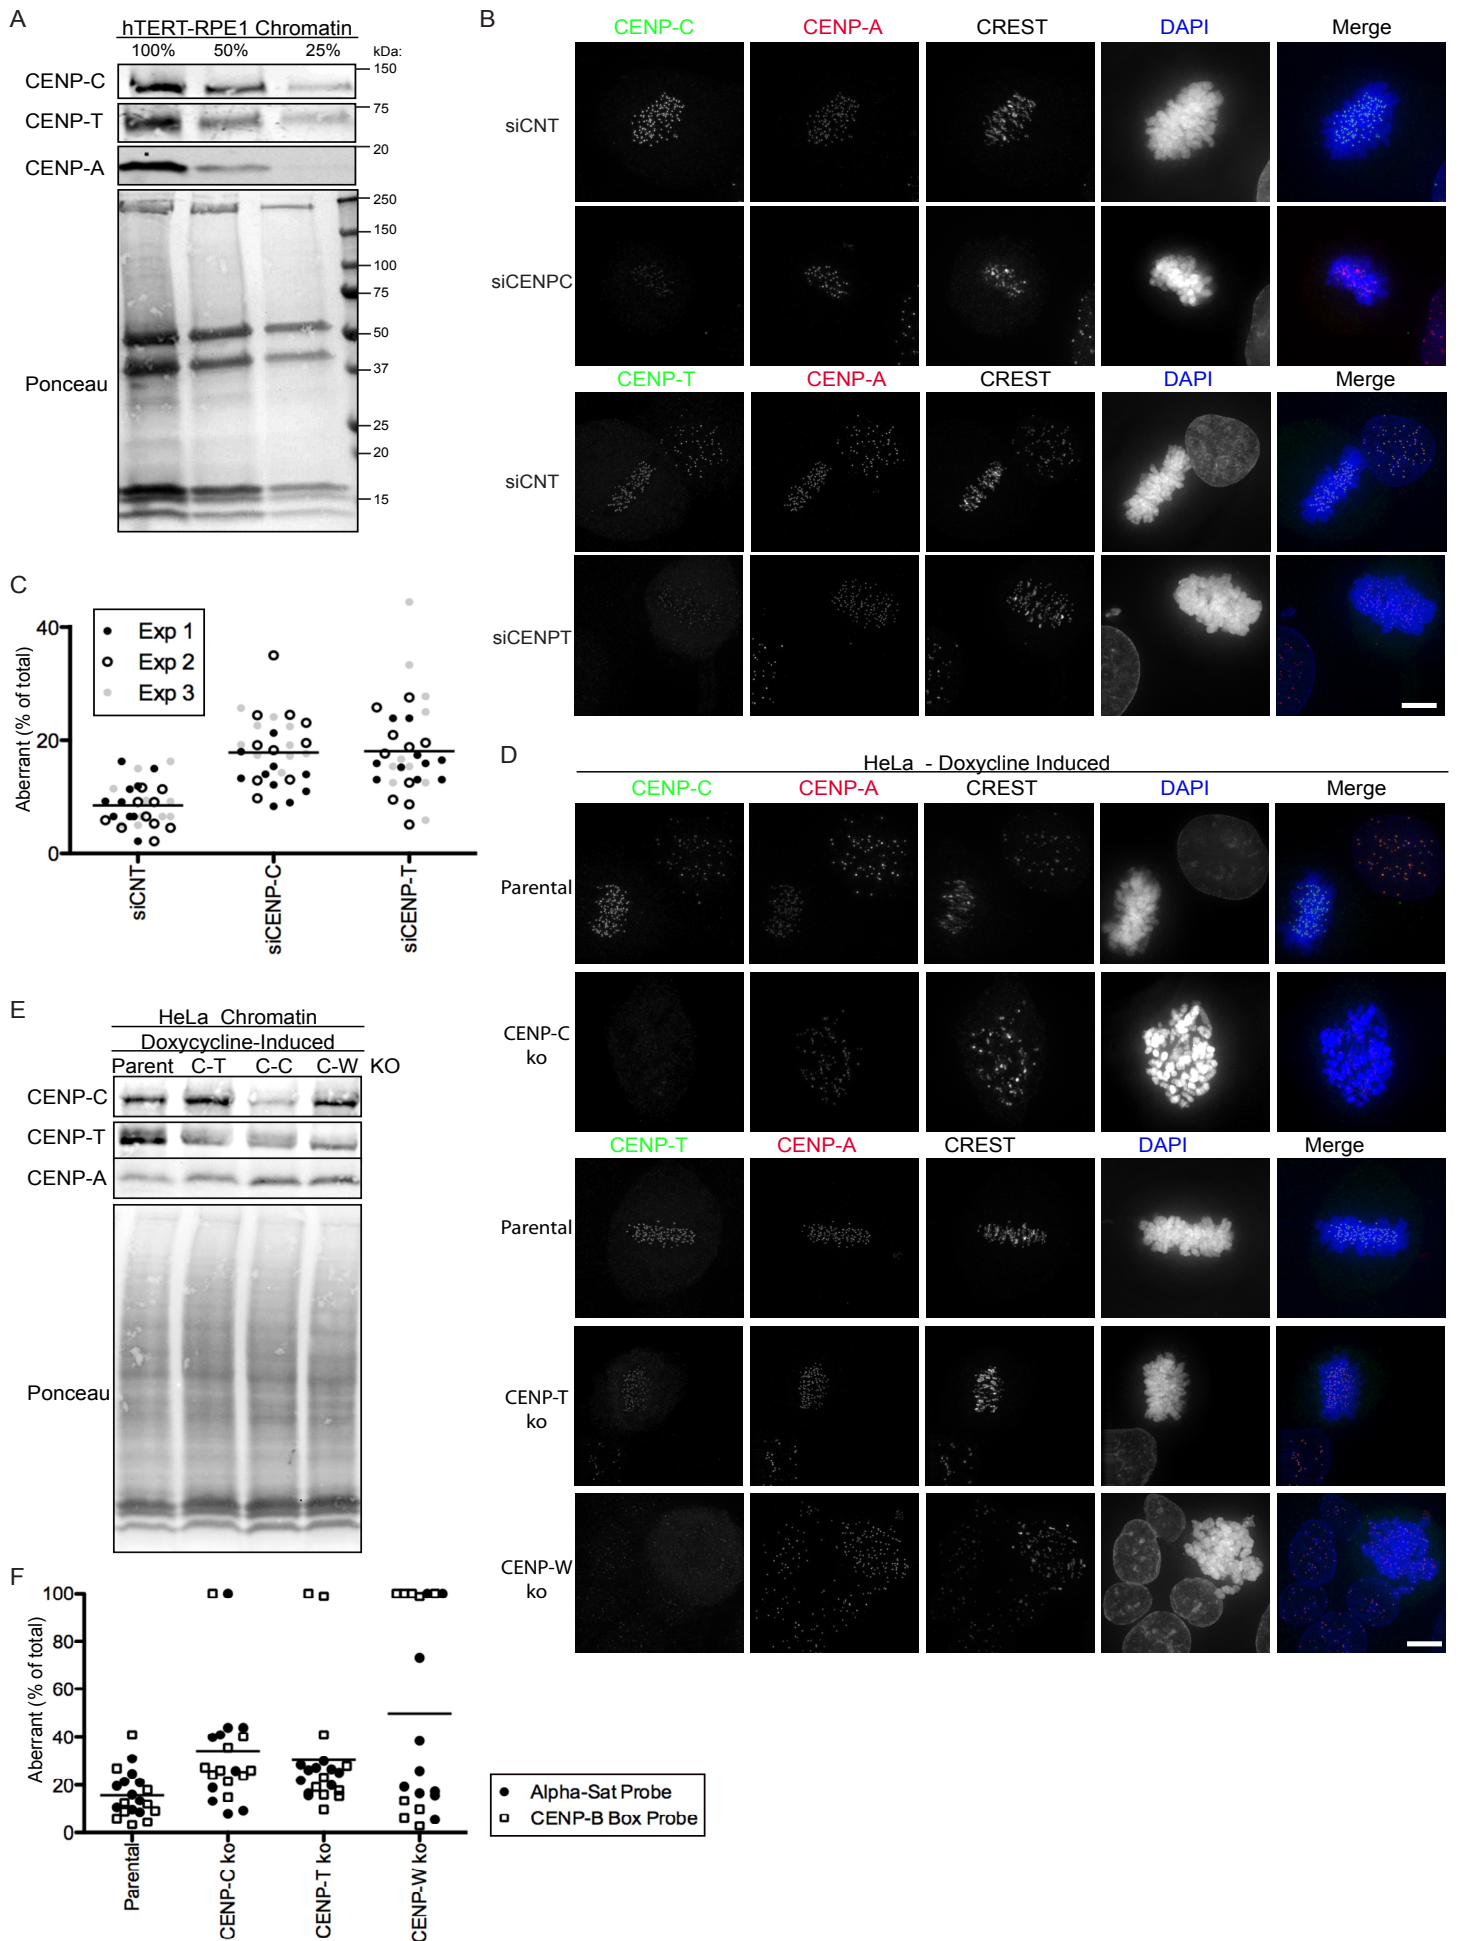 A
hTERT-RPE1 Chromatin
100% 50% 25% kDa:
CENP-C
150
CENP-T
75
CENP-A
20
Ponceau
250
150
100
75
50
37
25
20
15
B
CENP-C CENP-A CREST DAPI Merge
siCNT
siCENPC
CENP-T CENP-A CREST DAPI Merge
siCNT
siCENPT
C
Aberrant (% of total)
40
20
0
Exp 1
Exp 2
Exp 3
siCNT siCENP-C siCENP-T
D
HeLa - Doxycline Induced
CENP-C CENP-A CREST DAPI Merge
Parental
CENP-C
ko
CENP-T CENP-A CREST DAPI Merge
Parental
CENP-T
ko
CENP-W
ko
E
HeLa Chromatin
Doxycycline-Induced
Parent C-T C-C C-W KO
CENP-C
CENP-T
CENP-A
Ponceau
F
Aberrant (% of total)
100
80
60
40
20
0
Parental CENP-C ko CENP-T ko CENP-W ko
Alpha-Sat Probe
CENP-B Box Probe